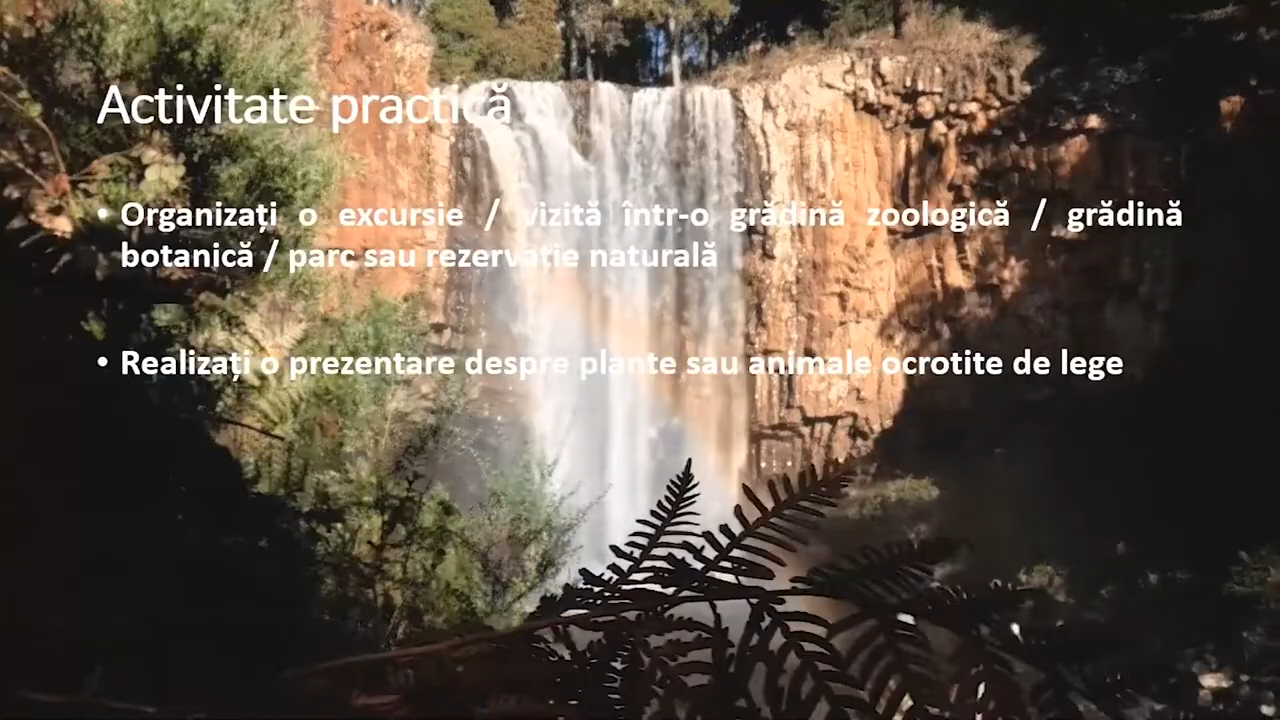 Activitate practică
• Organizați o excursie / vizită într-o grădină zoologică / grădină
botanică / parc sau rezervație naturală
• Realizați o prezentare despre plante sau animale ocrotite de lege